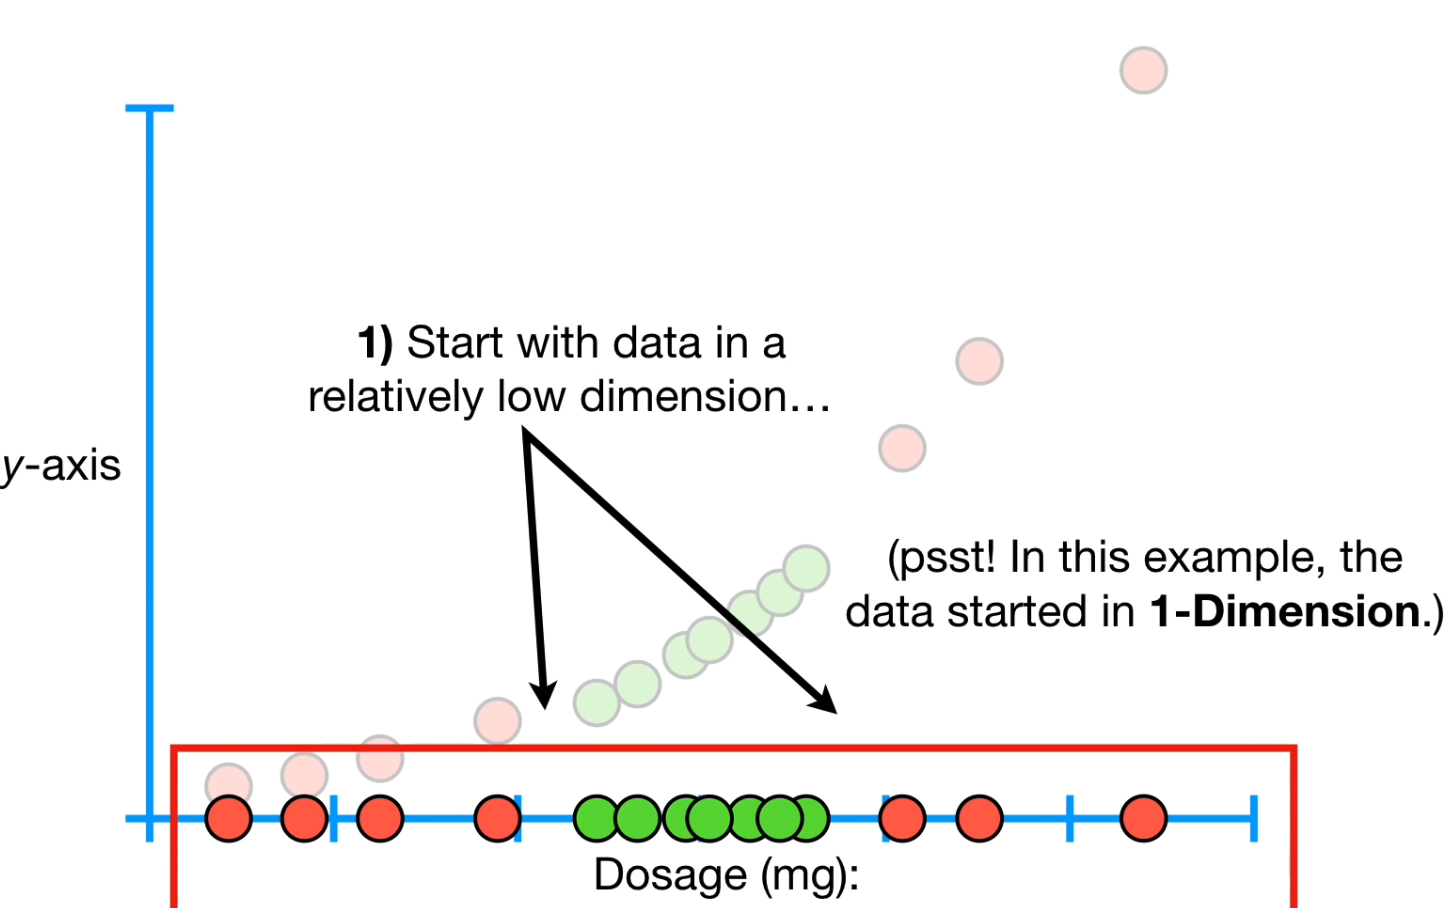 1) Start with data in a
relatively low dimension…
y-axis
(psst! In this example, the
data started in 1-Dimension.)
Dosage (mg):